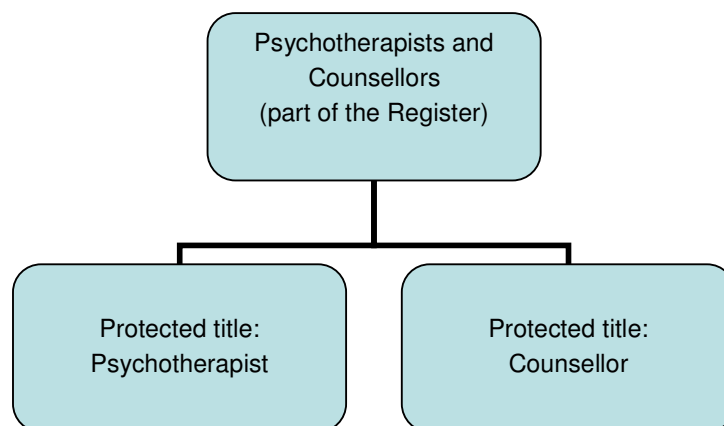 Psychotherapists and
Counsellors
(part of the Register)
Protected title:
Psychotherapist
Protected title:
Counsellor